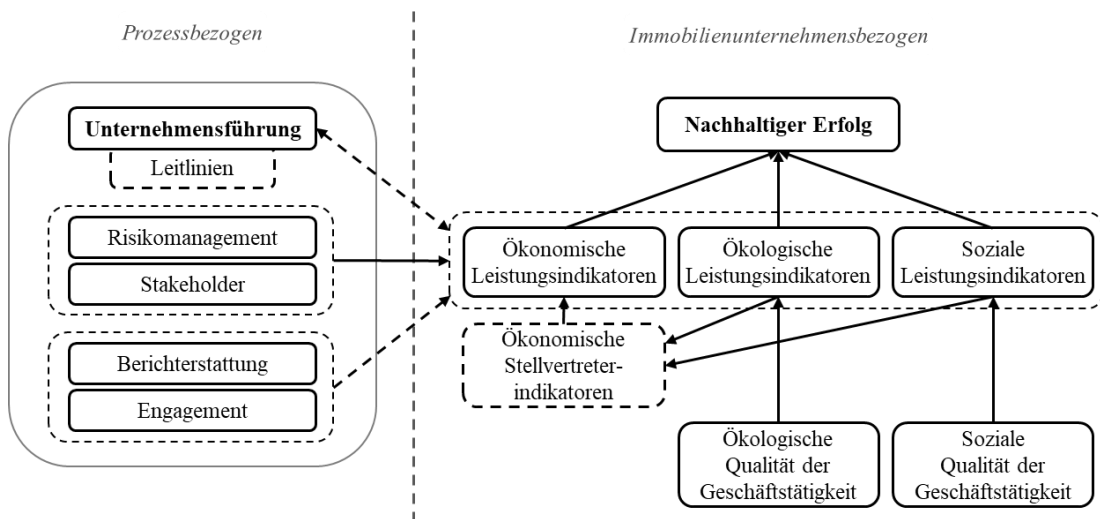 Prozessbezogen
Immobilienunternehmensbezogen
Unternehmensführung
Leitlinien
Risikomanagement
Stakeholder
Berichterstattung
Engagement
Nachhaltiger Erfolg
Ökonomische
Leistungsindikatoren
Ökologische
Leistungsindikatoren
Soziale
Leistungsindikatoren
Ökonomische
Stellvertreter-
indikatoren
Ökologische
Qualität der
Geschäftstätigkeit
Soziale
Qualität der
Geschäftstätigkeit